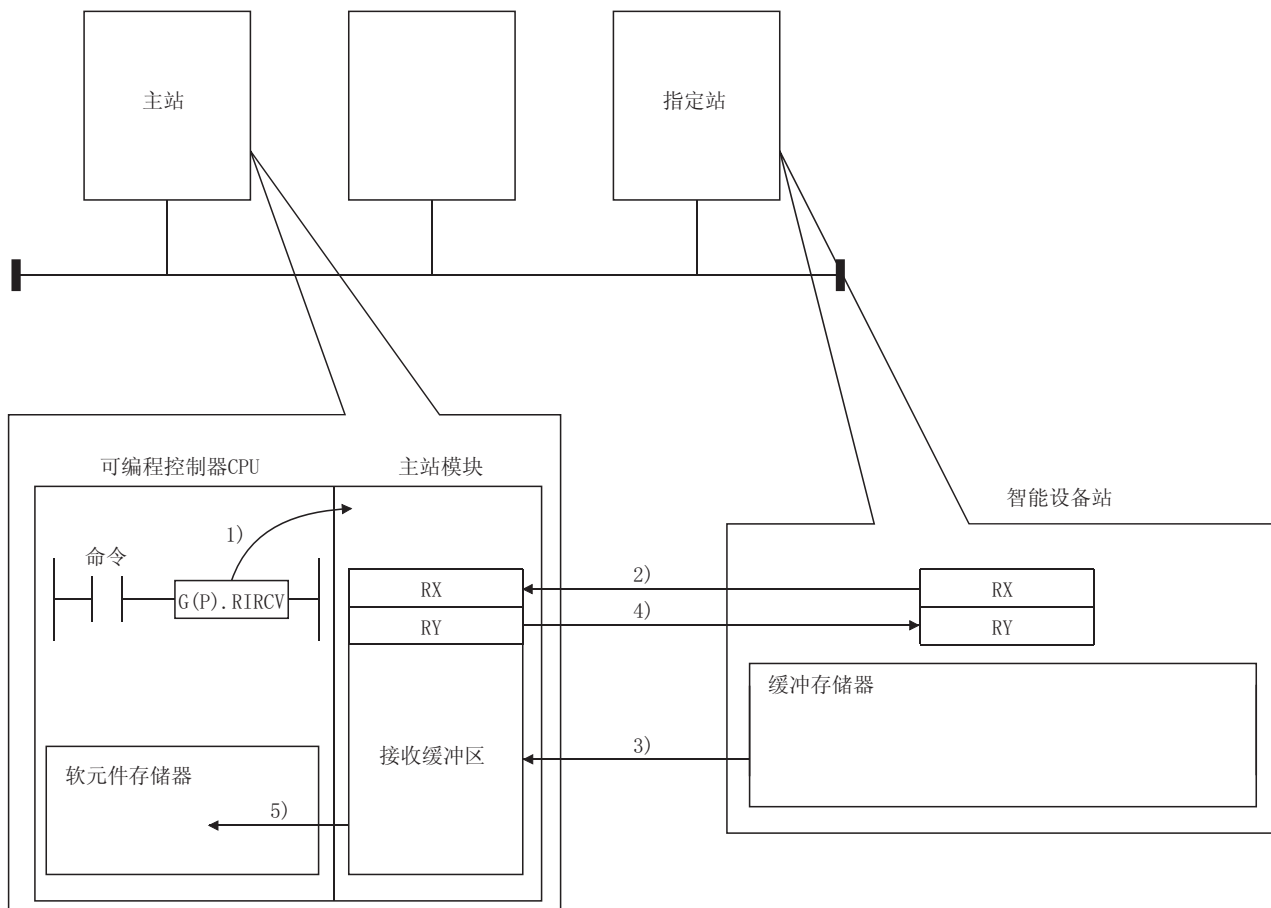 主站
指定站
可编程控制器CPU
主站模块
智能设备站
1)
命令
G(P).RIRCV
RX
2)
RX
RY
4)
RY
缓冲存储器
接收缓冲区
3)
软元件存储器
5)